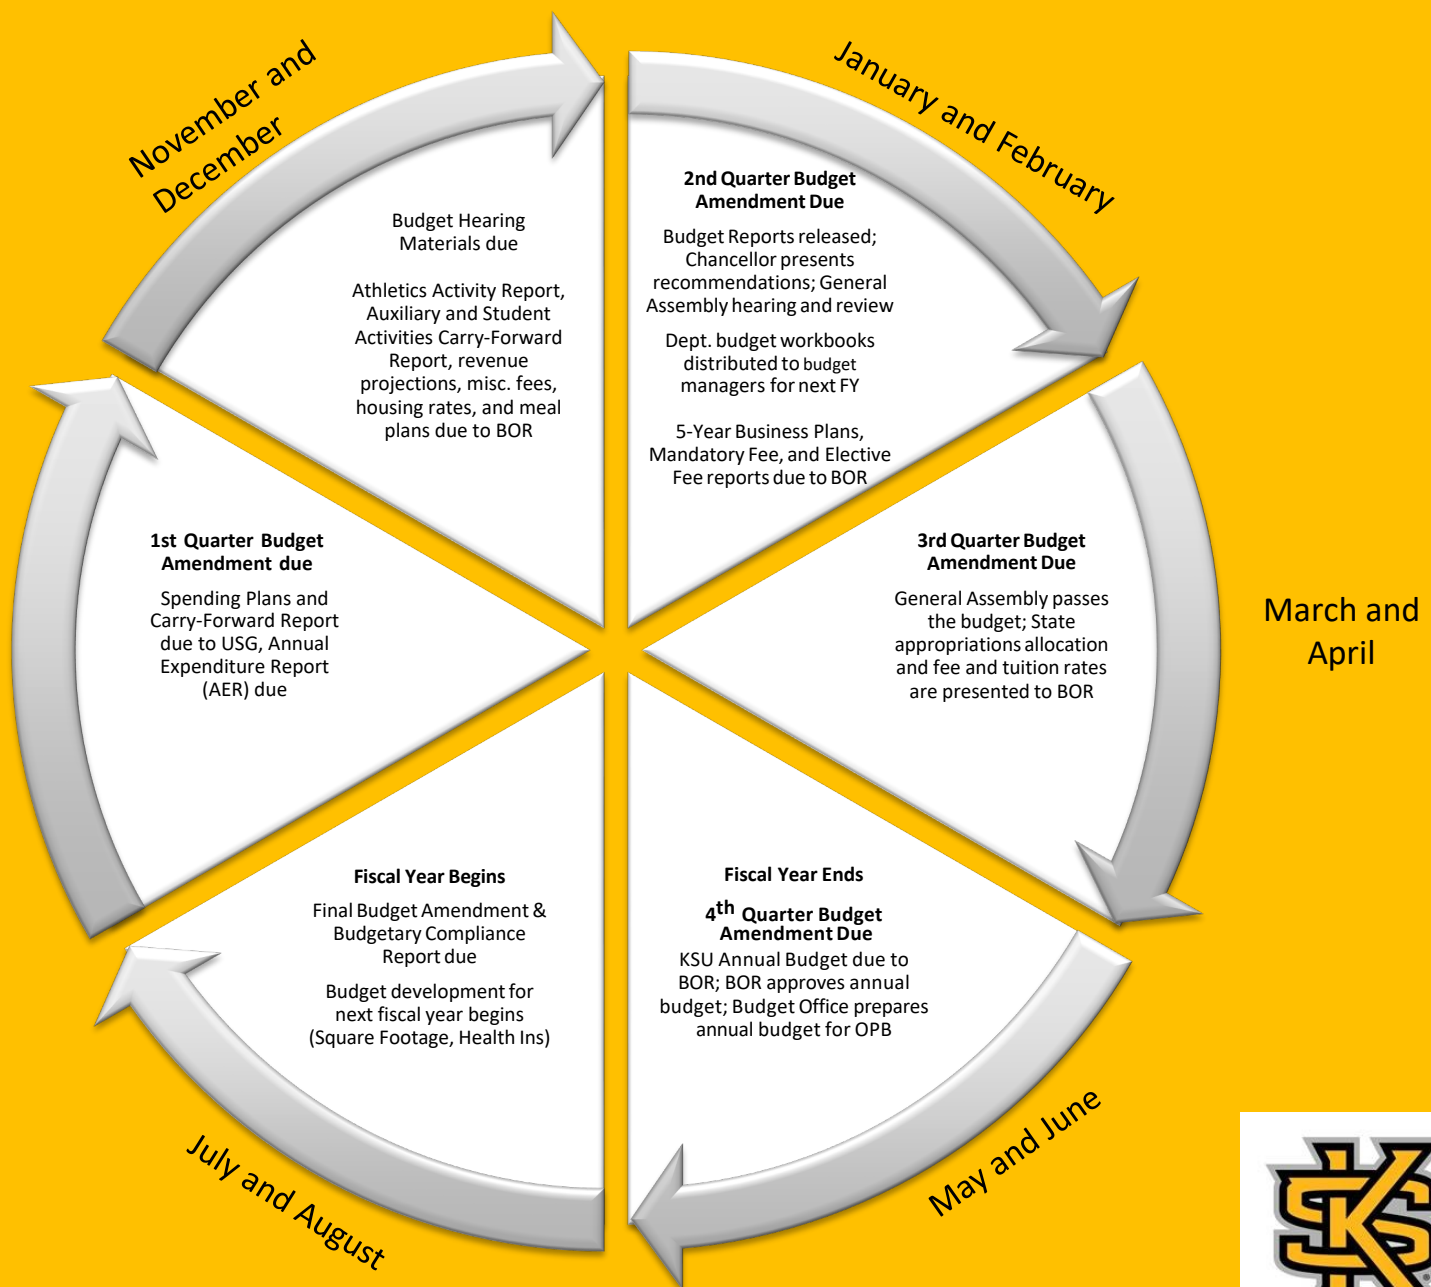 November and
December
Budget Hearing
Materials due
Athletics Activity Report,
Auxiliary and Student
Activities Carry-Forward
Report, revenue
projections, misc. fees,
housing rates, and meal
plans due to BOR
January and February
2nd Quarter Budget
Amendment Due
Budget Reports released;
Chancellor presents
recommendations; General
Assembly hearing and review
Dept. budget workbooks
distributed to budget
managers for next FY
5-Year Business Plans,
Mandatory Fee, and Elective
Fee reports due to BOR
March and
April
3rd Quarter Budget
Amendment Due
General Assembly passes
the budget; State
appropriations allocation
and fee and tuition rates
are presented to BOR
May and June
Fiscal Year Ends
4th Quarter Budget
Amendment Due
KSU Annual Budget due to
BOR; BOR approves annual
budget; Budget Office prepares
annual budget for OPB
July and August
Fiscal Year Begins
Final Budget Amendment &
Budgetary Compliance
Report due
Budget development for
next fiscal year begins
(Square Footage, Health Ins)
1st Quarter Budget
Amendment due
Spending Plans and
Carry-Forward Report
due to USG, Annual
Expenditure Report
(AER) due
KS